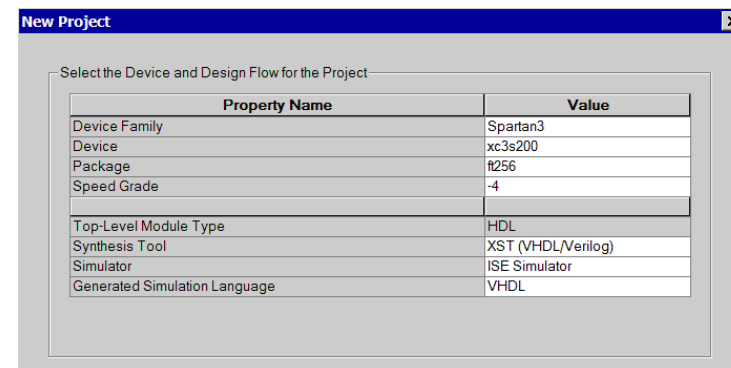 New Project
Select the Device and Design Flow for the Project
Property Name Value
Device Family Spartan3
Device xc3s200
Package ft256
Speed Grade -4
Top-Level Module Type HDL
Synthesis Tool XST (VHDL/Verilog)
Simulator ISE Simulator
Generated Simulation Language VHDL